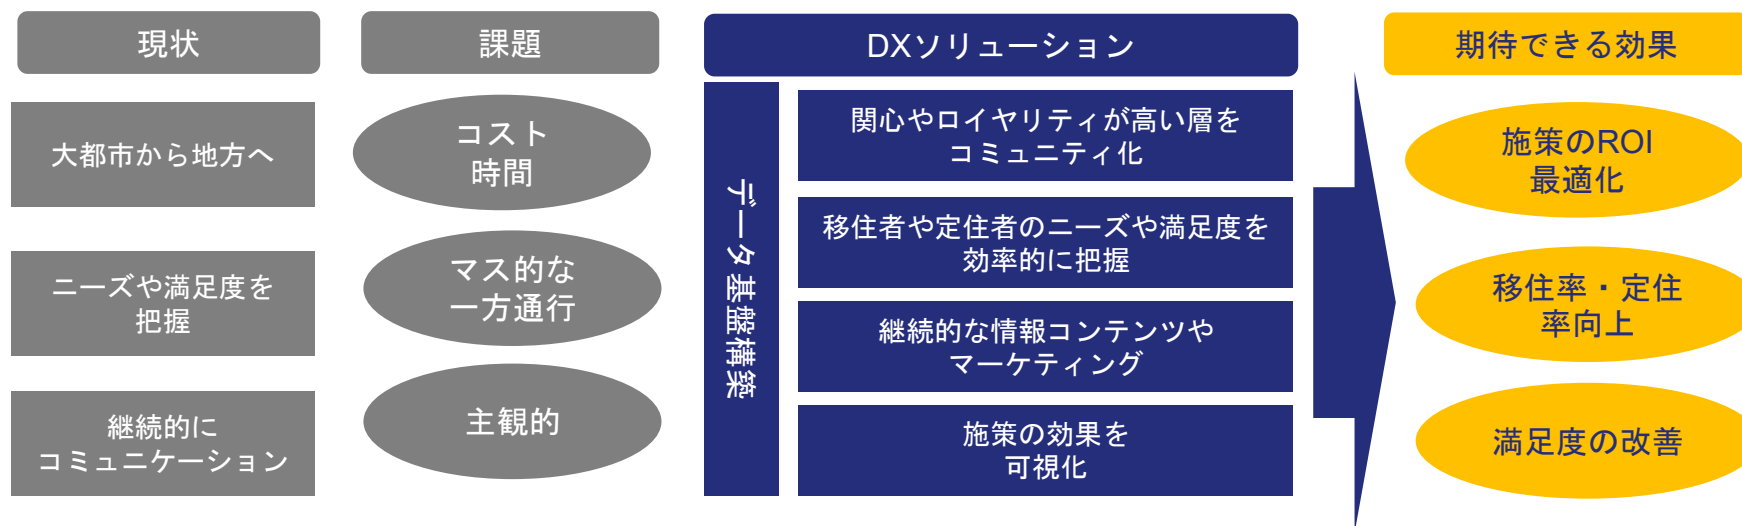 現状
大都市から地方へ
ニーズや満足度を
把握
継続的に
コミュニケーション
課題
コスト
時間
マス的な
一方通行
主観的
DXソリューション
データ基盤構築
関心やロイヤリティが高い層を
コミュニティ化
移住者や定住者のニーズや満足度を
効率的に把握
継続的な情報コンテンツや
マーケティング
施策の効果を
可視化
期待できる効果
施策のROI
最適化
移住率・定住
率向上
満足度の改善